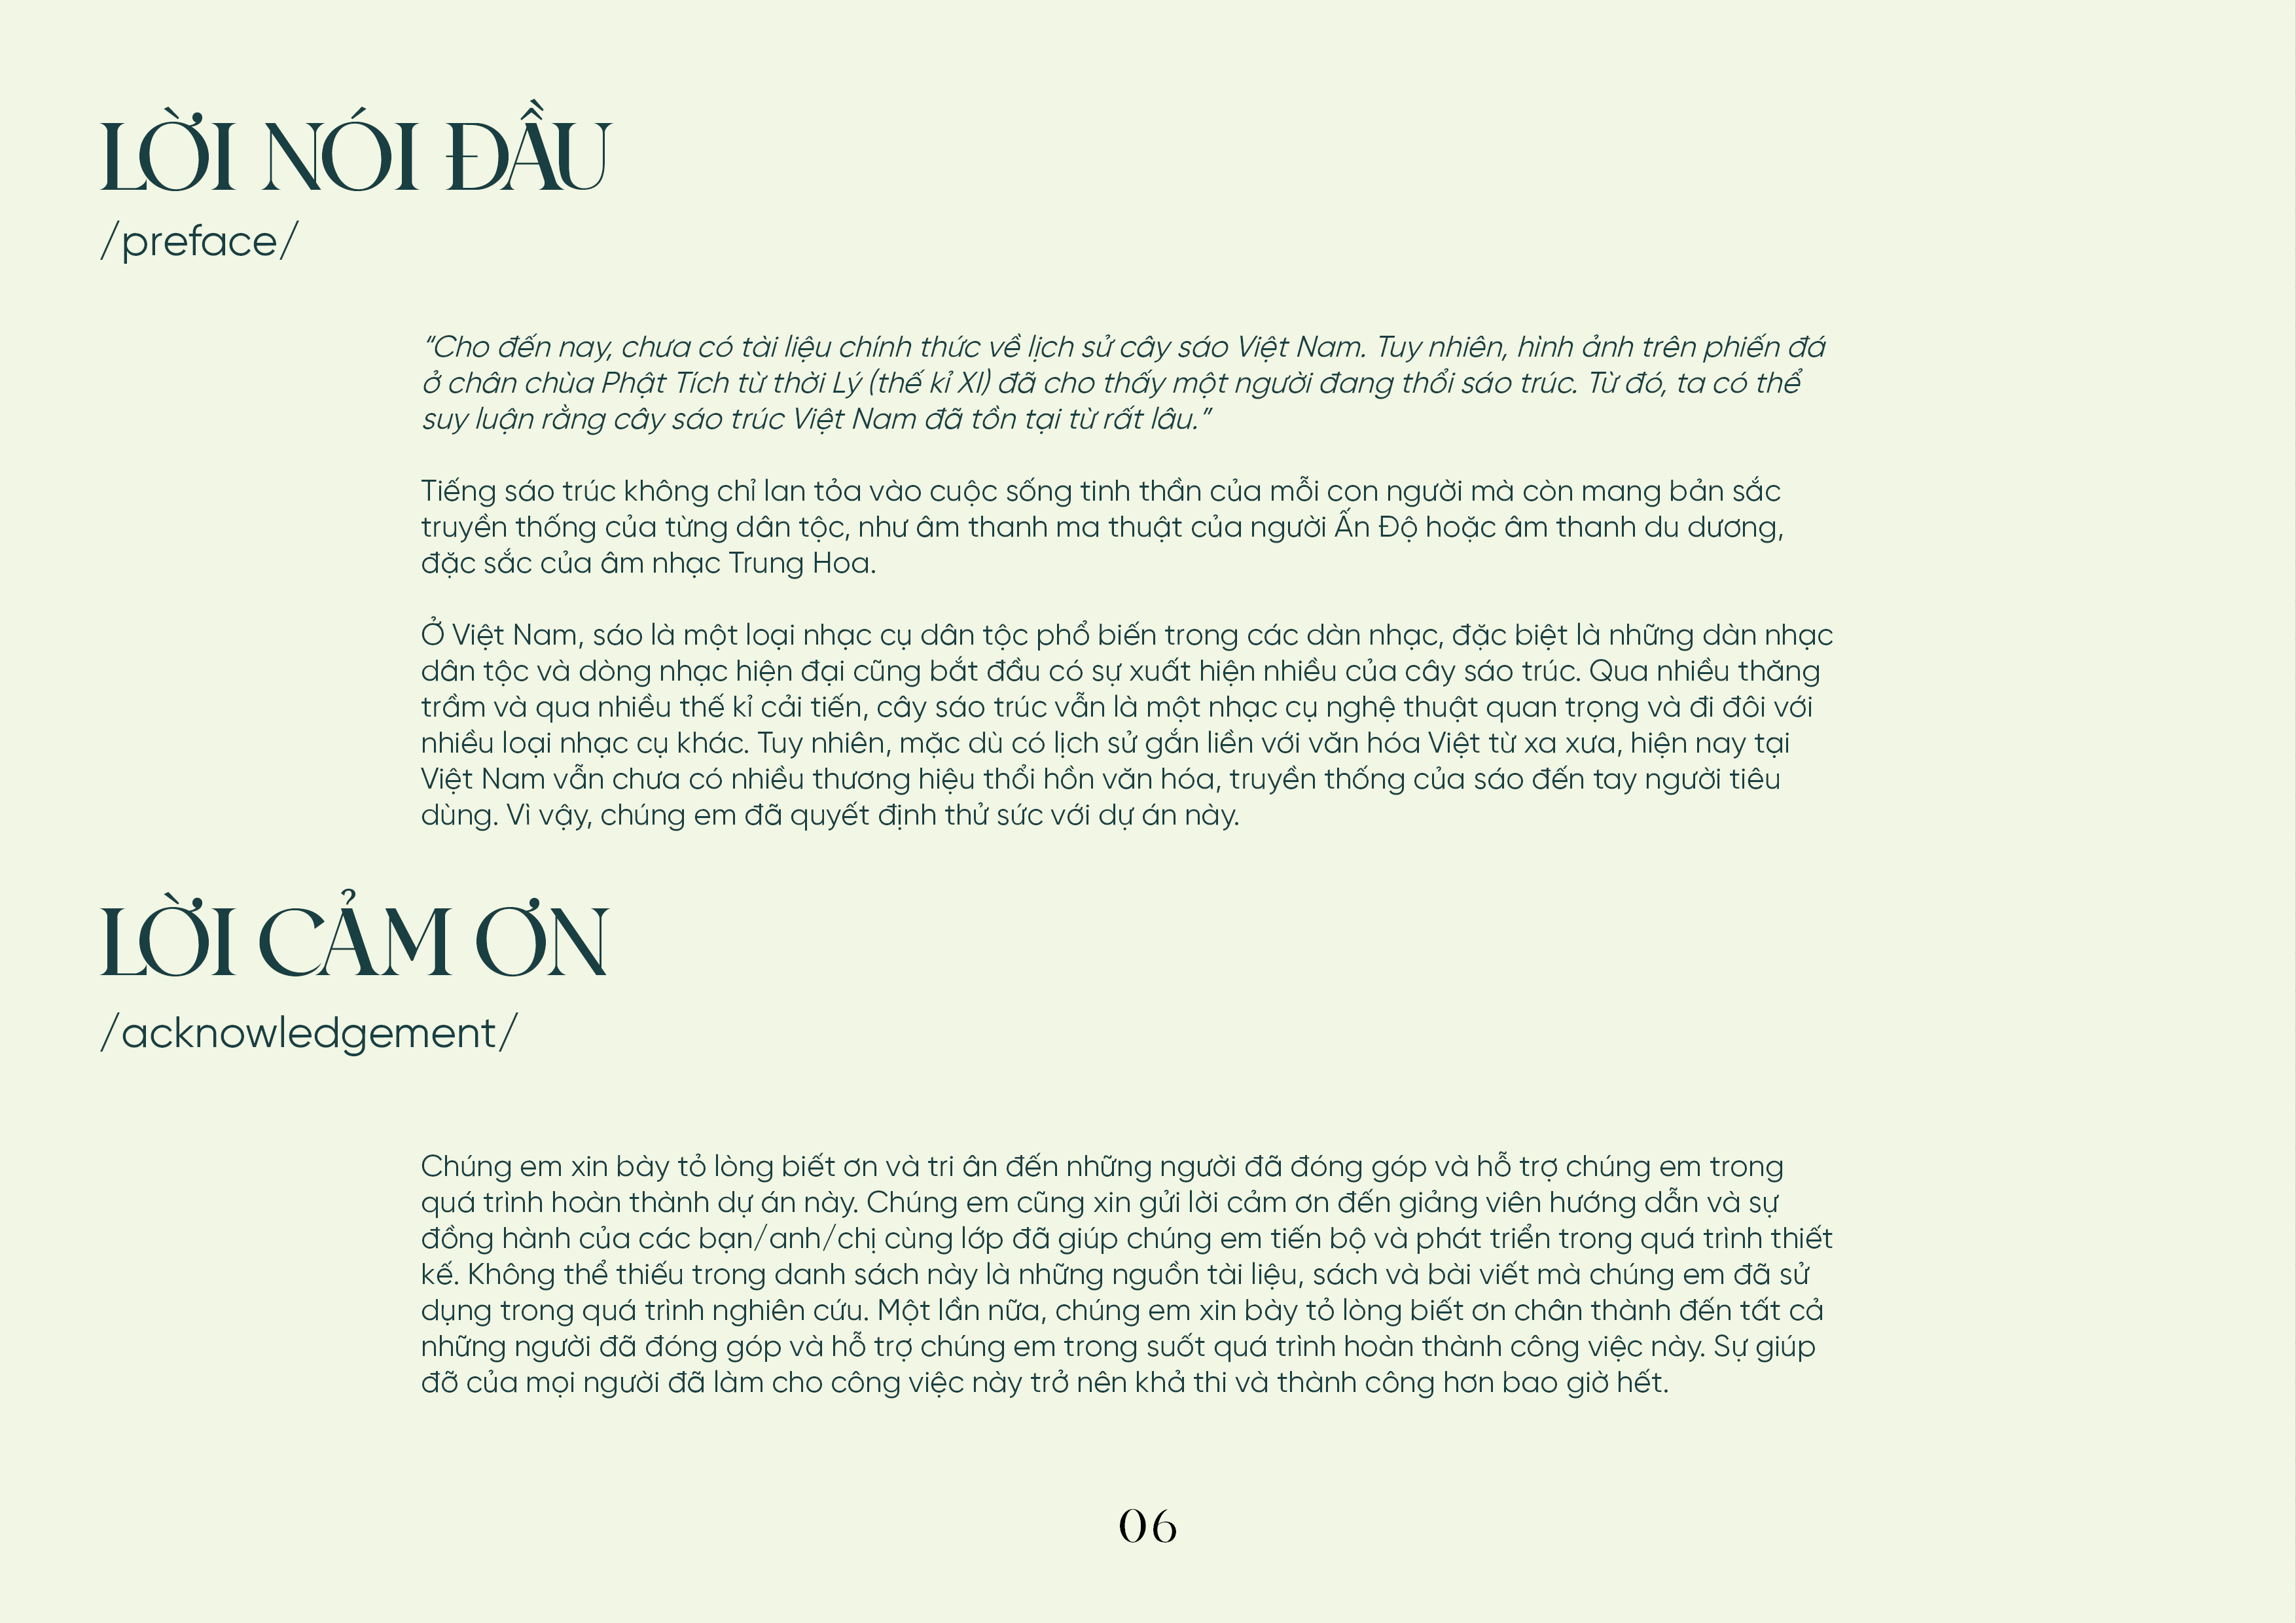 LỜI NÓI ĐẦU
/preface/
“Cho đến nay, chưa có tài liệu chính thức về lịch sử cây sáo Việt Nam. Tuy nhiên, hình ảnh trên phiến đá
ở chân chùa Phật Tích từ thời Lý (thế kỉ XI) đã cho thấy một người đang thổi sáo trúc. Từ đó, ta có thể
suy luận rằng cây sáo trúc Việt Nam đã tồn tại từ rất lâu.”
Tiếng sáo trúc không chỉ lan tỏa vào cuộc sống tinh thần của mỗi con người mà còn mang bản sắc
truyền thống của từng dân tộc, như âm thanh ma thuật của người Ấn Độ hoặc âm thanh du dương,
đặc sắc của âm nhạc Trung Hoa.
Ở Việt Nam, sáo là một loại nhạc cụ dân tộc phổ biến trong các dàn nhạc, đặc biệt là những dàn nhạc
dân tộc và dòng nhạc hiện đại cũng bắt đầu có sự xuất hiện nhiều của cây sáo trúc. Qua nhiều thăng
trầm và qua nhiều thế kỉ cải tiến, cây sáo trúc vẫn là một nhạc cụ nghệ thuật quan trọng và đi đôi với
nhiều loại nhạc cụ khác. Tuy nhiên, mặc dù có lịch sử gắn liền với văn hóa Việt từ xa xưa, hiện nay tại
Việt Nam vẫn chưa có nhiều thương hiệu thổi hồn văn hóa, truyền thống của sáo đến tay người tiêu
dùng. Vì vậy, chúng em đã quyết định thử sức với dự án này.
LỜI CẢM ƠN
/acknowledgement/
Chúng em xin bày tỏ lòng biết ơn và tri ân đến những người đã đóng góp và hỗ trợ chúng em trong
quá trình hoàn thành dự án này. Chúng em cũng xin gửi lời cảm ơn đến giảng viên hướng dẫn và sự
đồng hành của các bạn/anh/chị cùng lớp đã giúp chúng em tiến bộ và phát triển trong quá trình thiết
kế. Không thể thiếu trong danh sách này là những nguồn tài liệu, sách và bài viết mà chúng em đã sử
dụng trong quá trình nghiên cứu. Một lần nữa, chúng em xin bày tỏ lòng biết ơn chân thành đến tất cả
những người đã đóng góp và hỗ trợ chúng em trong suốt quá trình hoàn thành công việc này. Sự giúp
đỡ của mọi người đã làm cho công việc này trở nên khả thi và thành công hơn bao giờ hết.
06